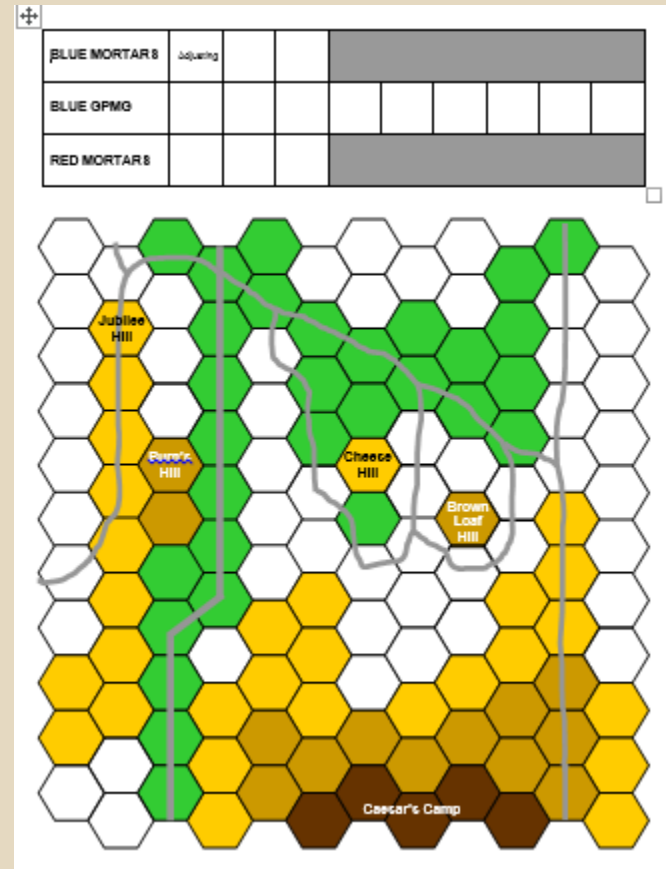 BLUE MORTARS
Adjusting
BLUE GPMG
RED MORTARS
Jubilee
Hill
Hill
Cheese
Hill
Brown
Loaf
Hill
Caesar's Camp